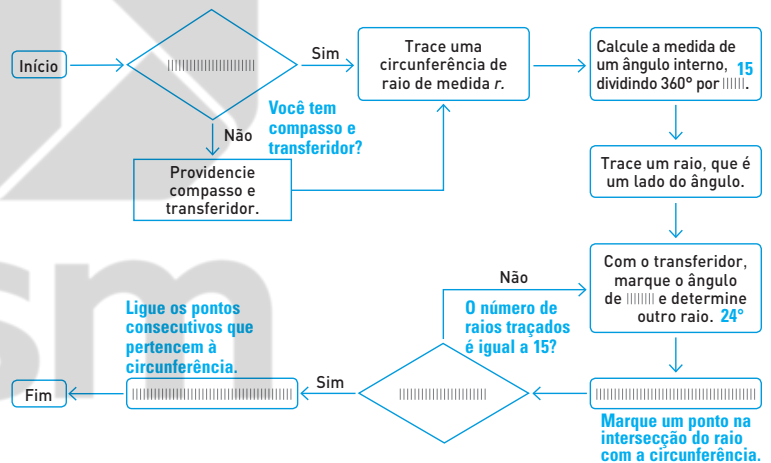 Início
Sim
Você tem
compasso e
transferidor?
Não
Providencie
compasso e
transferidor.
Trace uma
circunferência de
raio de medida r.
Calcule a medida de
um ângulo interno, 15
dividindo 360° por |||||||.
Trace um raio, que é
um lado do ângulo.
Com o transferidor,
marque o ângulo
de |||||||| e determine
outro raio. 24°
Marque um ponto na
intersecção do raio
com a circunferência.
Não
O número de
raios traçados
é igual a 15?
Sim
Ligue os pontos
consecutivos que
pertencem à
circunferência.
Fim
sm